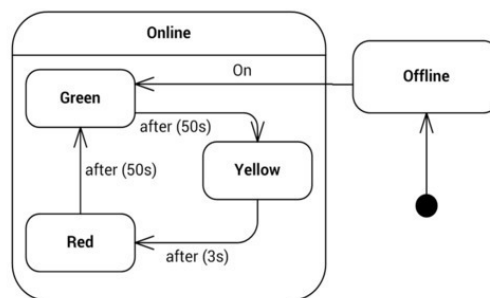 Online
On
Offline
Green
after (50s)
Yellow
after (50s)
Red
after (3s)